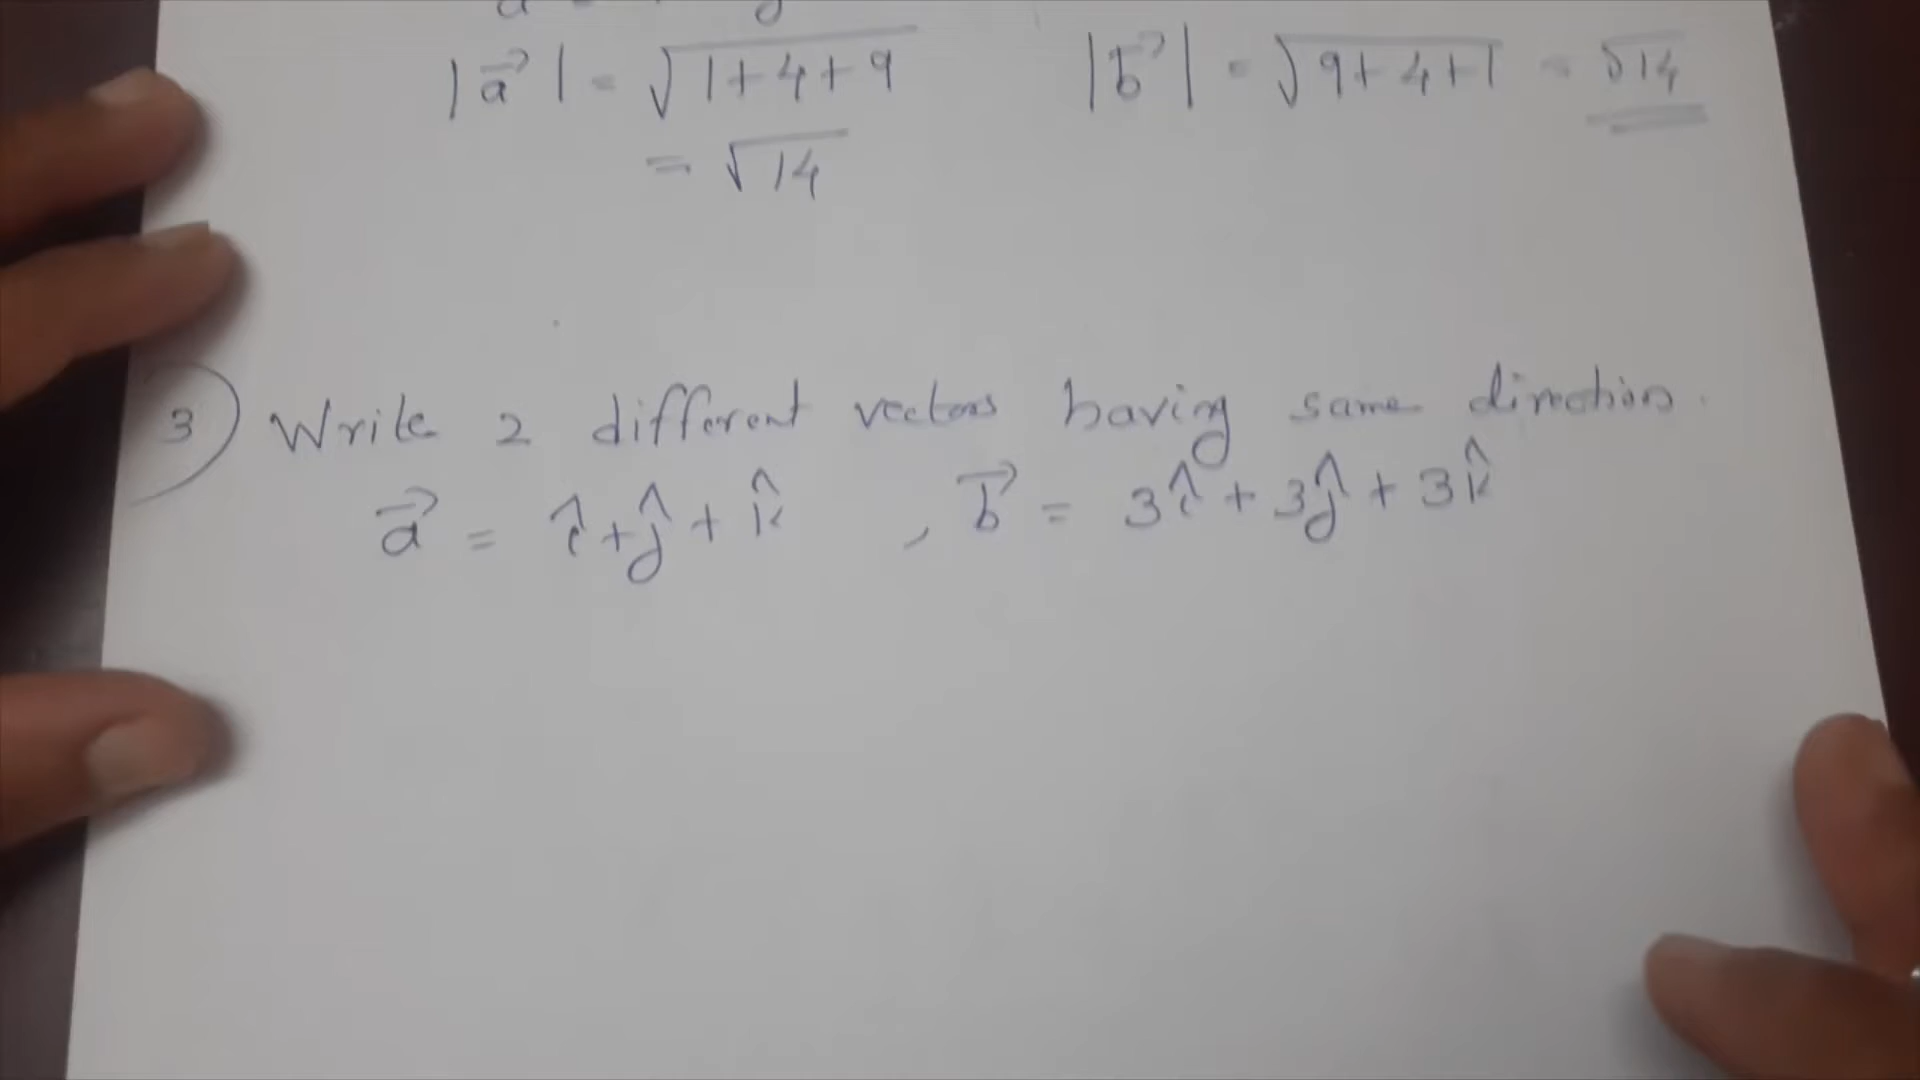 |a⃗| = √1+4+9 |b⃗| = √9+4+1 = √14
= √14
3) Write 2 different vectors having same direction.
a⃗ = î+ĵ+k̂ , b⃗ = 3î+3ĵ+3k̂